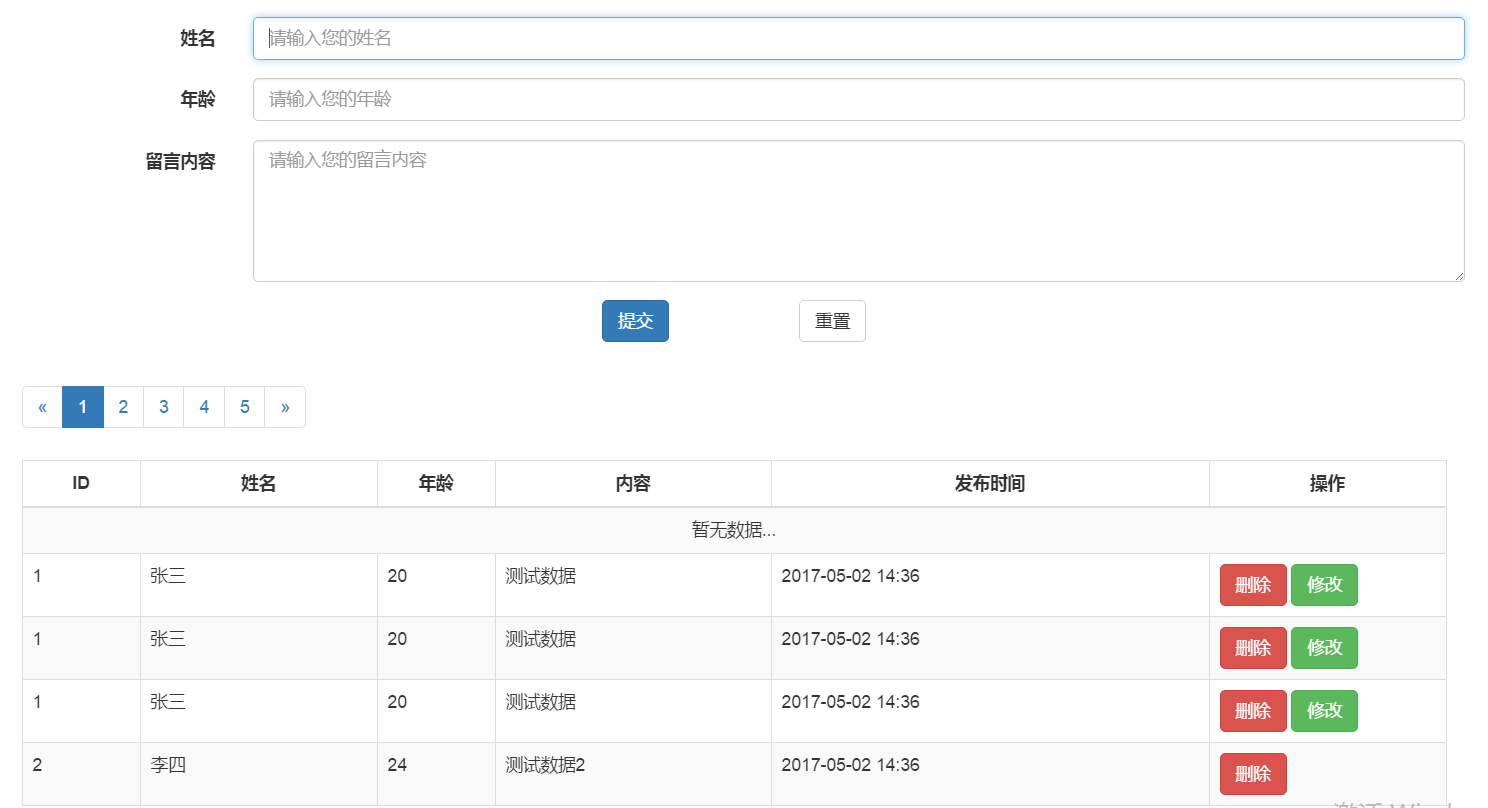 姓名 请输入您的姓名
年龄 请输入您的年龄
留言内容 请输入您的留言内容
提交 重置
« 1 2 3 4 5 »
ID 姓名 年龄 内容 发布时间 操作
暂无数据...
1 张三 20 测试数据 2017-05-02 14:36 删除 修改
1 张三 20 测试数据 2017-05-02 14:36 删除 修改
1 张三 20 测试数据 2017-05-02 14:36 删除 修改
2 李四 24 测试数据2 2017-05-02 14:36 删除